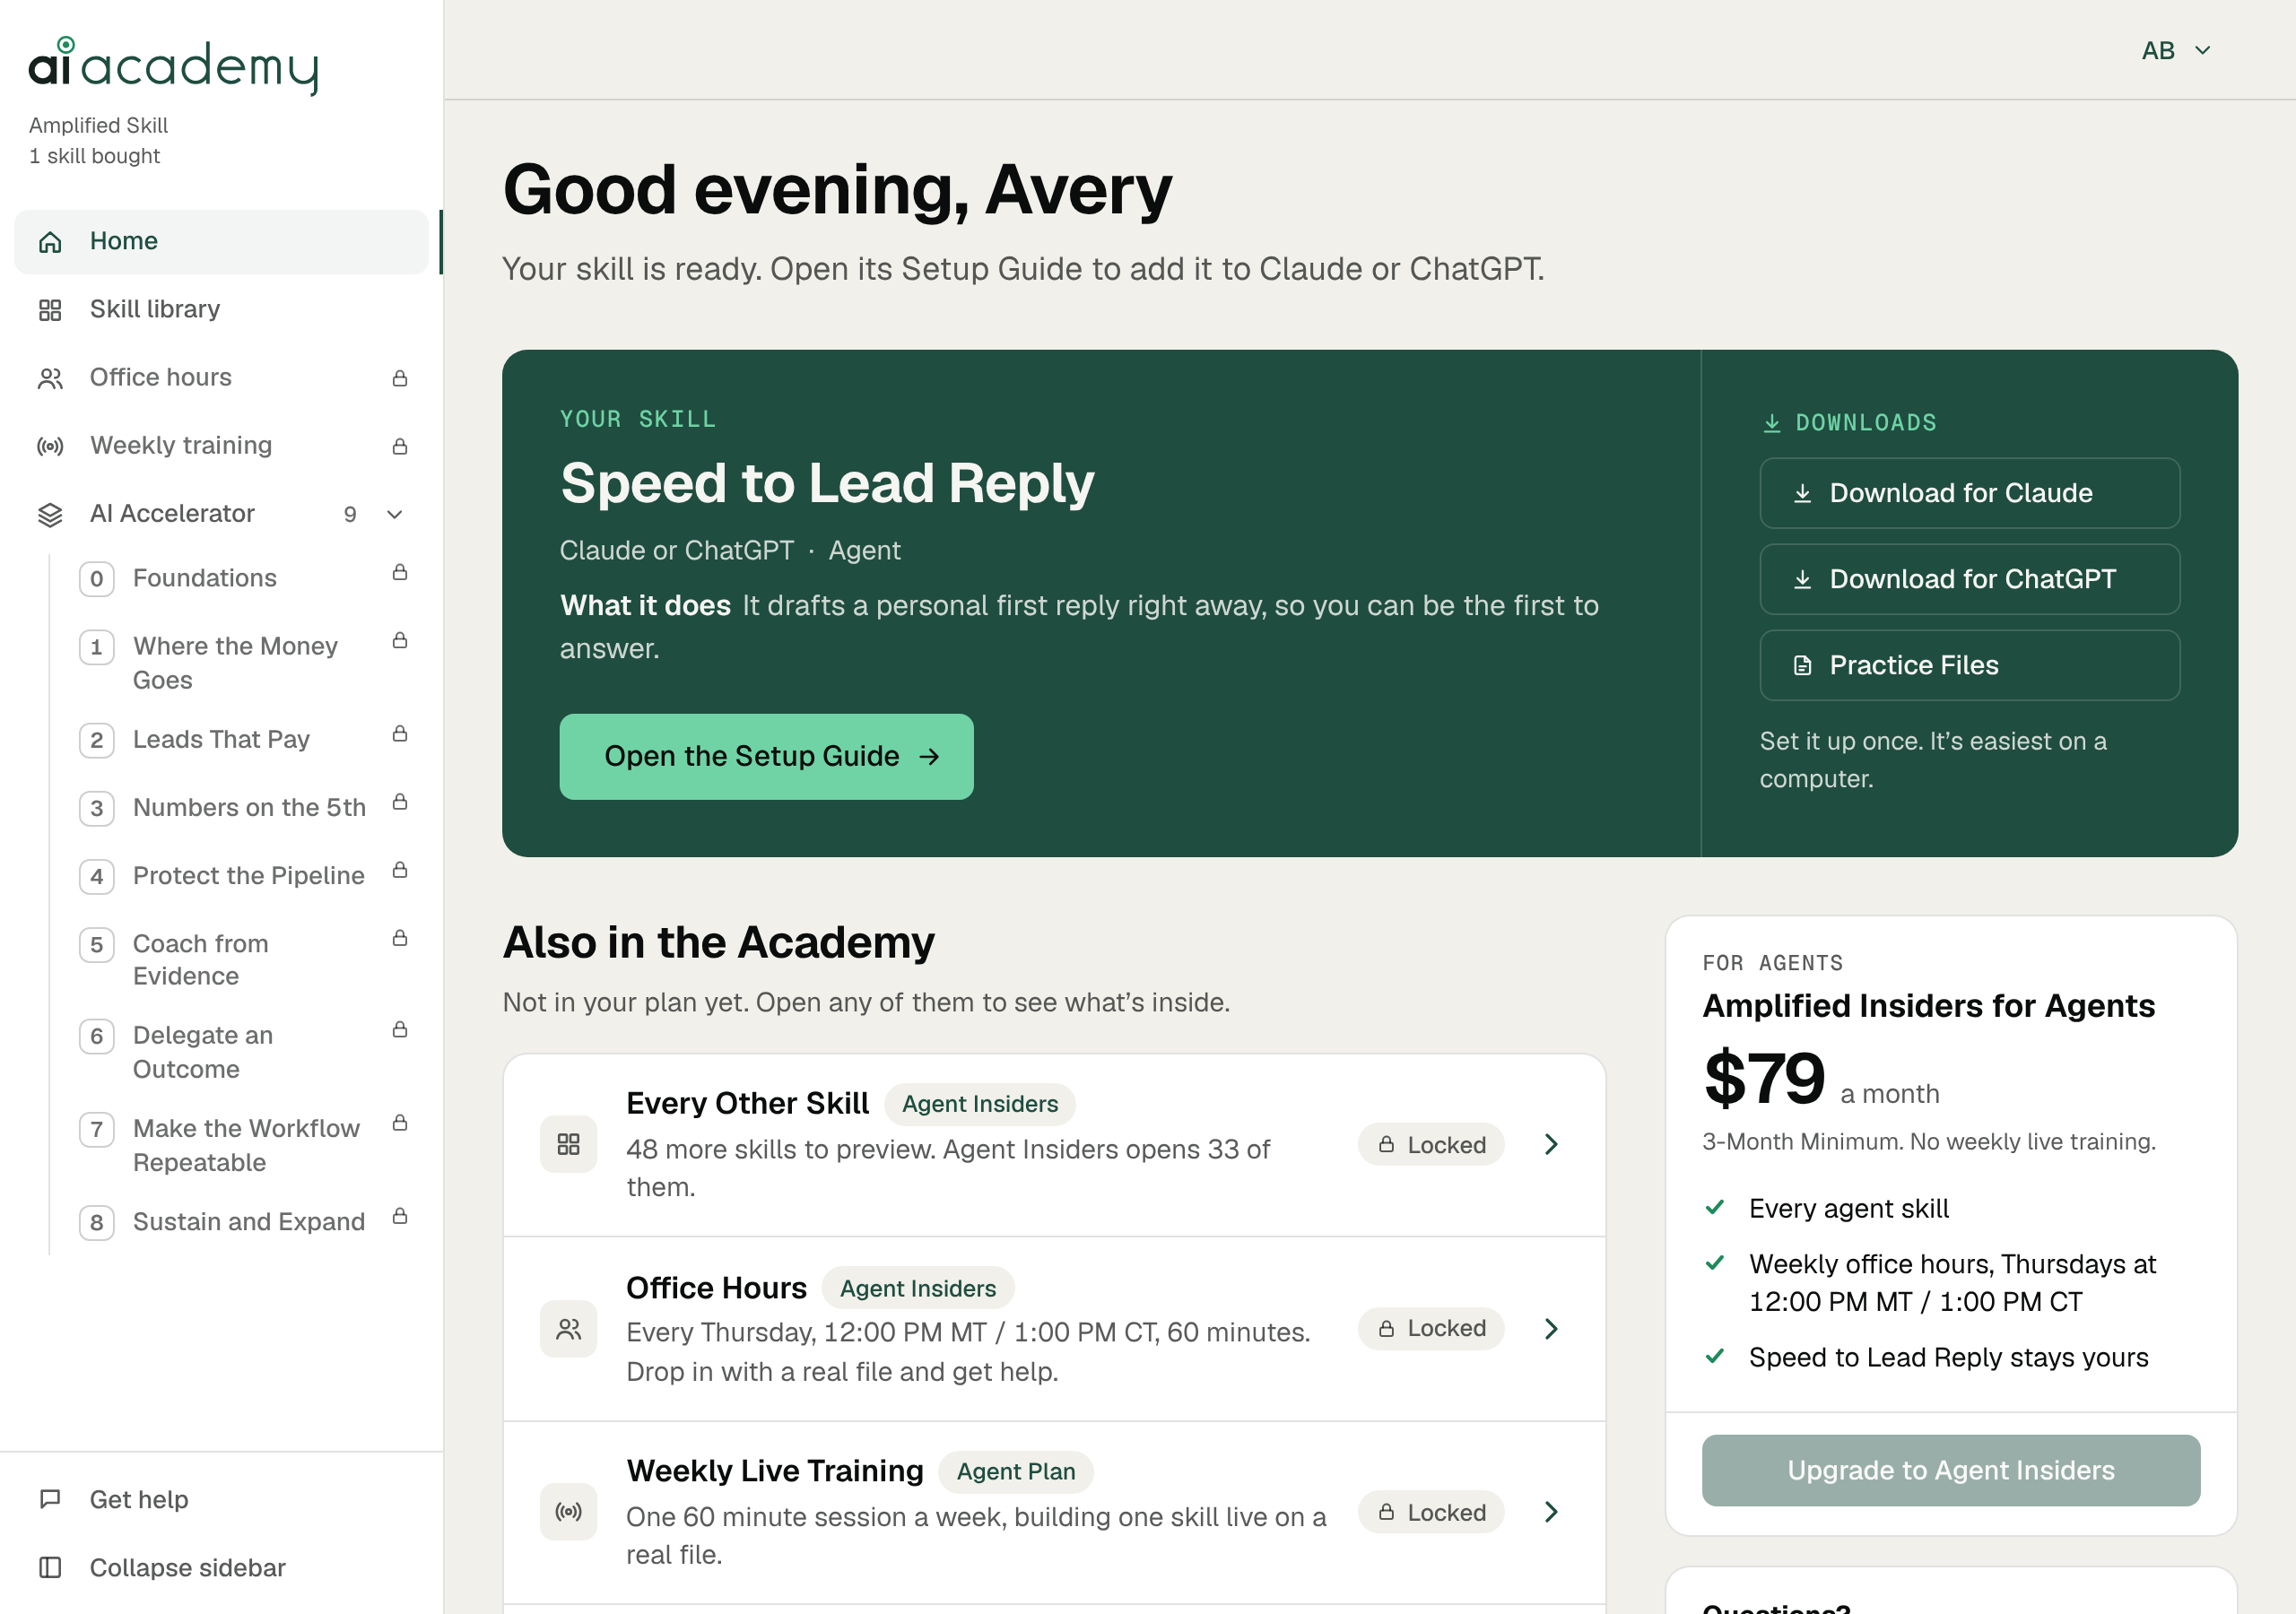 ai academy
Amplified Skill
1 skill bought
Home
Skill library
Office hours
Weekly training
AI Accelerator 9
0 Foundations
1 Where the Money
Goes
2 Leads That Pay
3 Numbers on the 5th
4 Protect the Pipeline
5 Coach from
Evidence
6 Delegate an
Outcome
7 Make the Workflow
Repeatable
8 Sustain and Expand
Get help
Collapse sidebar
AB
Good evening, Avery
Your skill is ready. Open its Setup Guide to add it to Claude or ChatGPT.
YOUR SKILL
Speed to Lead Reply
Claude or ChatGPT · Agent
What it does It drafts a personal first reply right away, so you can be the first to
answer.
Open the Setup Guide →
DOWNLOADS
Download for Claude
Download for ChatGPT
Practice Files
Set it up once. It’s easiest on a
computer.
Also in the Academy
Not in your plan yet. Open any of them to see what’s inside.
Every Other Skill Agent Insiders
48 more skills to preview. Agent Insiders opens 33 of
them.
Locked
Office Hours Agent Insiders
Every Thursday, 12:00 PM MT / 1:00 PM CT, 60 minutes.
Drop in with a real file and get help.
Locked
Weekly Live Training Agent Plan
One 60 minute session a week, building one skill live on a
real file.
Locked
FOR AGENTS
Amplified Insiders for Agents
$79 a month
3-Month Minimum. No weekly live training.
Every agent skill
Weekly office hours, Thursdays at
12:00 PM MT / 1:00 PM CT
Speed to Lead Reply stays yours
Upgrade to Agent Insiders
Questions?